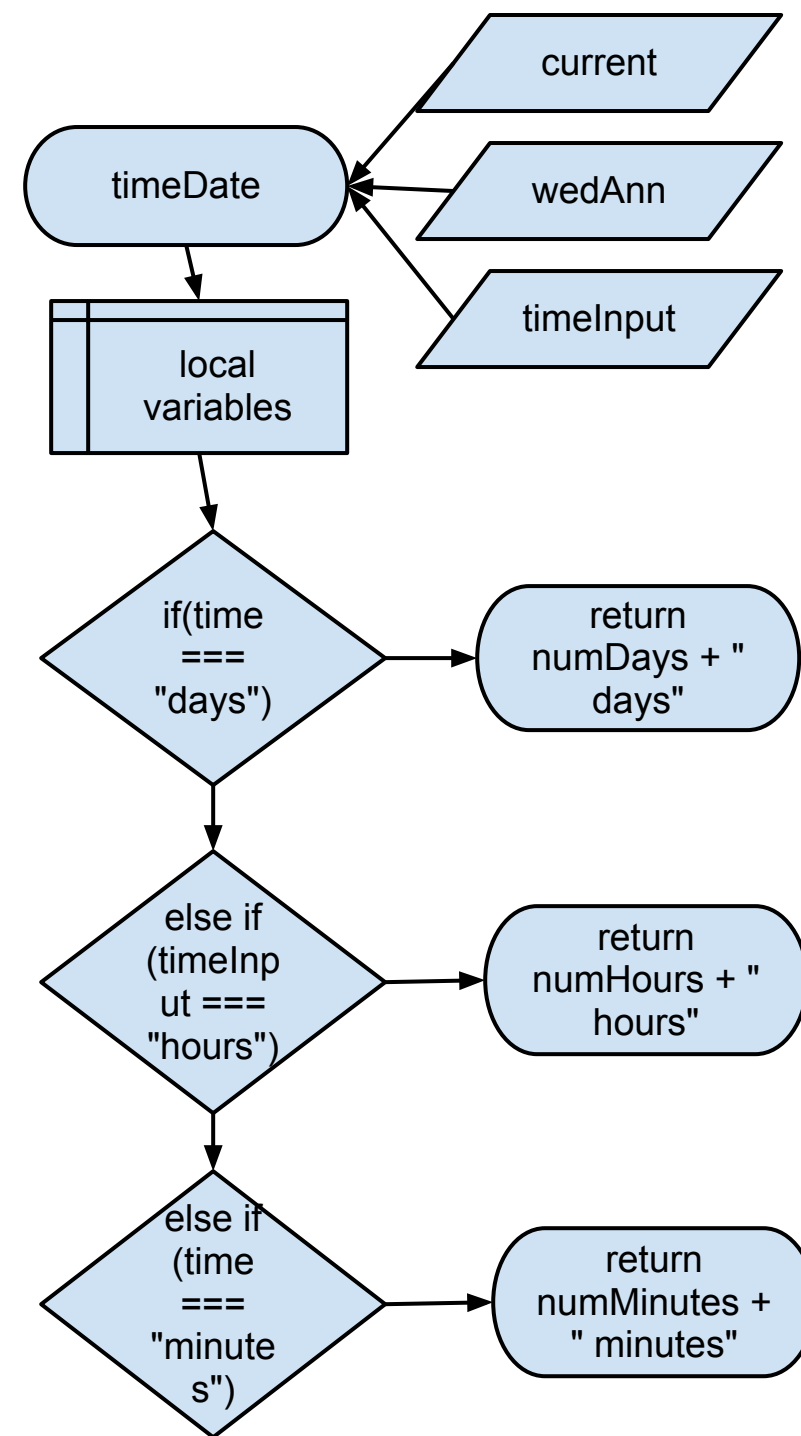 current
timeDate
wedAnn
timeInput
local
variables
if(time
===
"days")
return
numDays + "
days"
else if
(timeInp
ut ===
"hours")
return
numHours + "
hours"
else if
(time
===
"minute
s")
return
numMinutes +
" minutes"